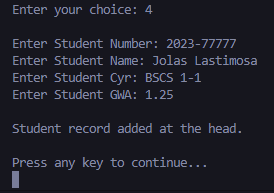 Enter your choice: 4
Enter Student Number: 2023-77777
Enter Student Name: Jolas Lastimosa
Enter Student Cyr: BSCS 1-1
Enter Student GWA: 1.25
Student record added at the head.
Press any key to continue...